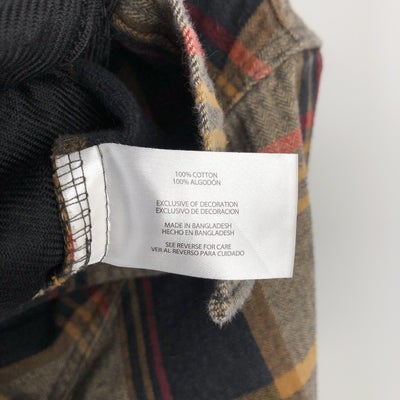 100% COTTON
100% ALGODÓN
EXCLUSIVE OF DECORATION
EXCLUSIVO DE DECORACION
MADE IN BANGLADESH
HECHO EN BANGLADESH
SEE REVERSE FOR CARE
VER AL REVERSO PARA CUIDADO